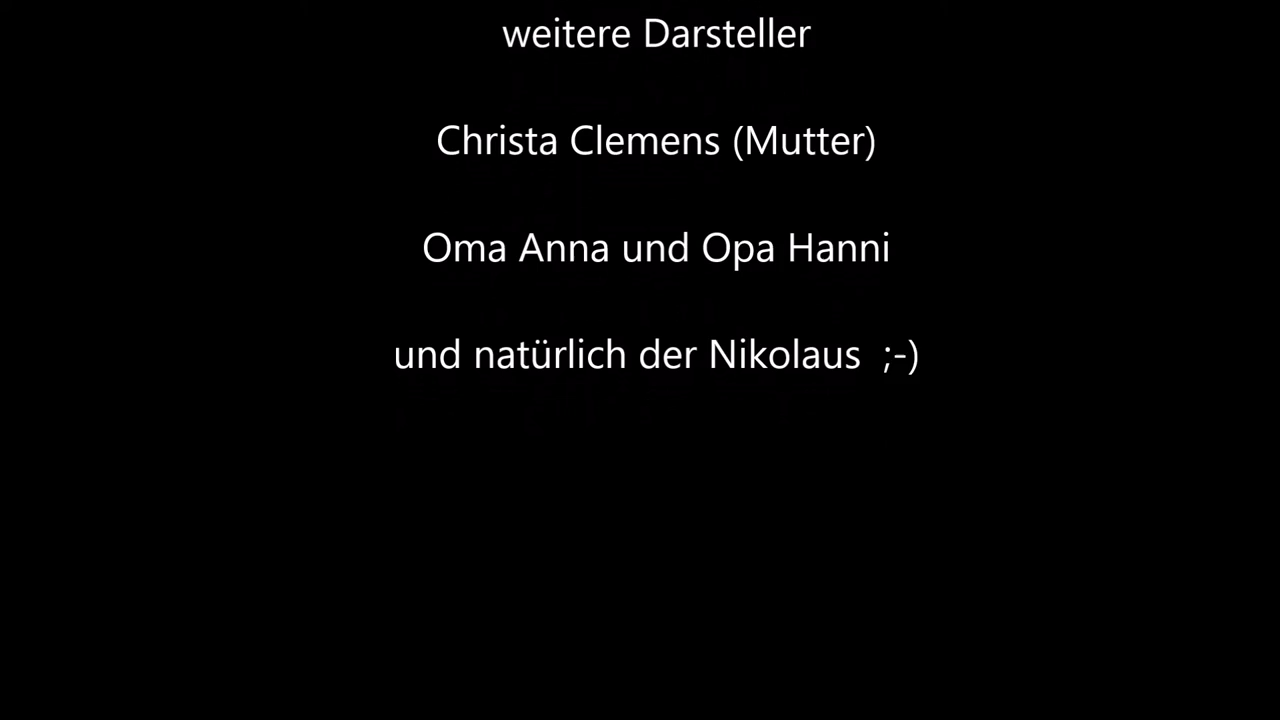 weitere Darsteller
Christa Clemens (Mutter)
Oma Anna und Opa Hanni
und natürlich der Nikolaus ;-)